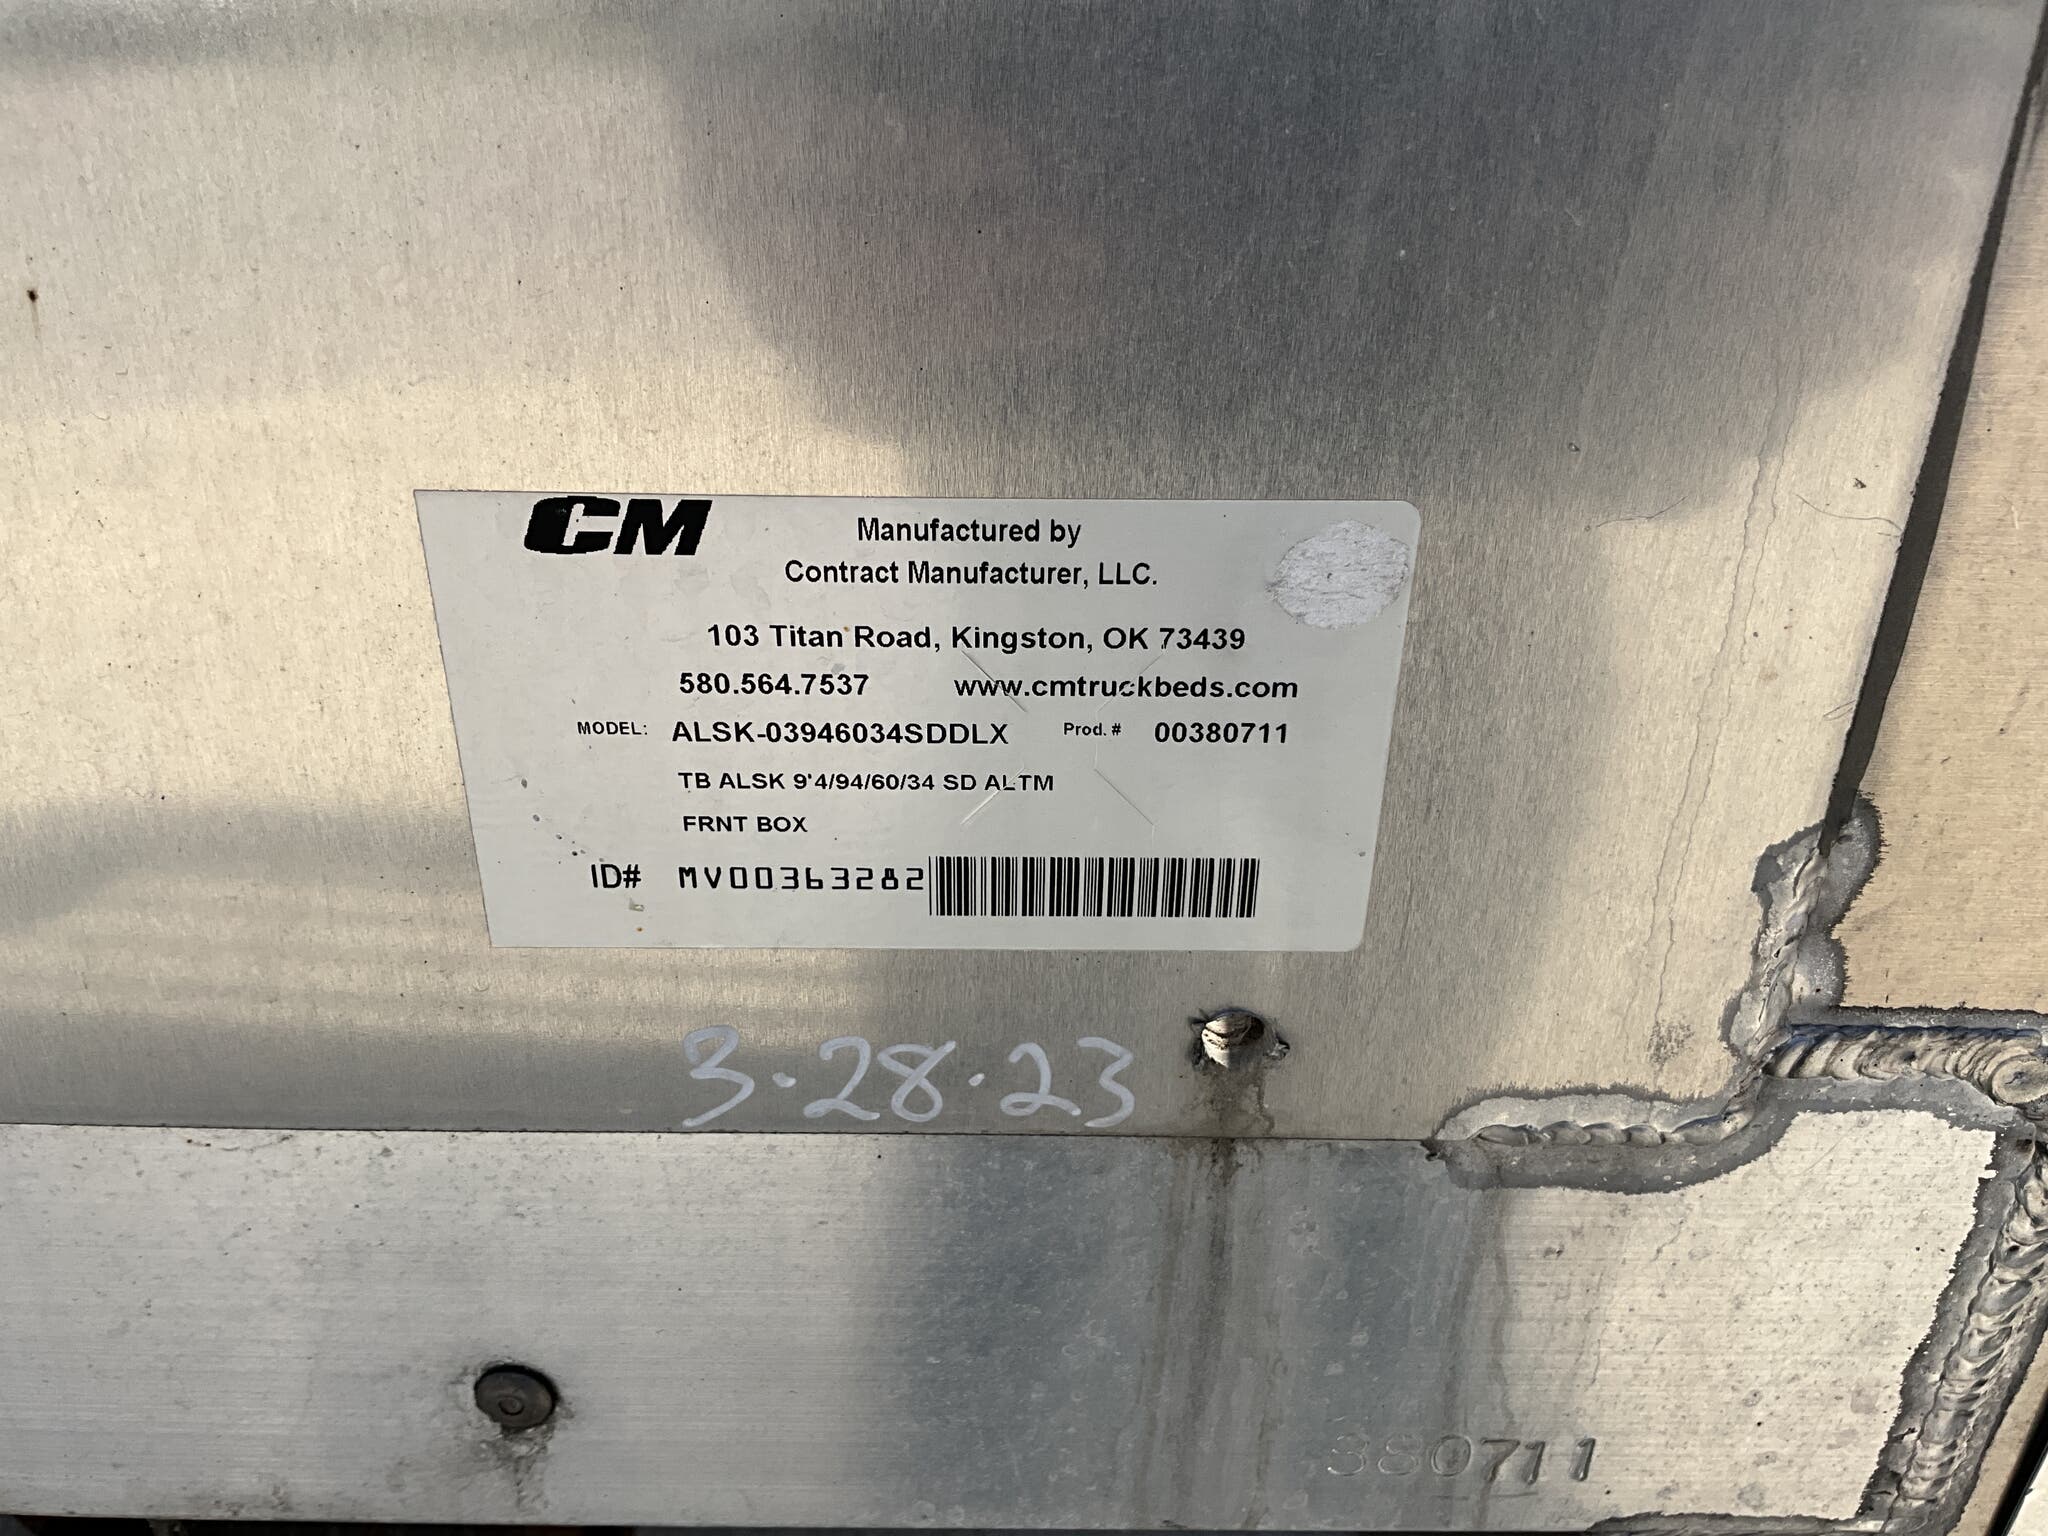 CM
Manufactured by
Contract Manufacturer, LLC.
103 Titan Road, Kingston, OK 73439
580.564.7537 www.cmtruckbeds.com
MODEL: ALSK-03946034SDDLX Prod. # 00380711
TB ALSK 9'4/94/60/34 SD ALTM
FRNT BOX
ID# MV00363282
3.28.23
380711